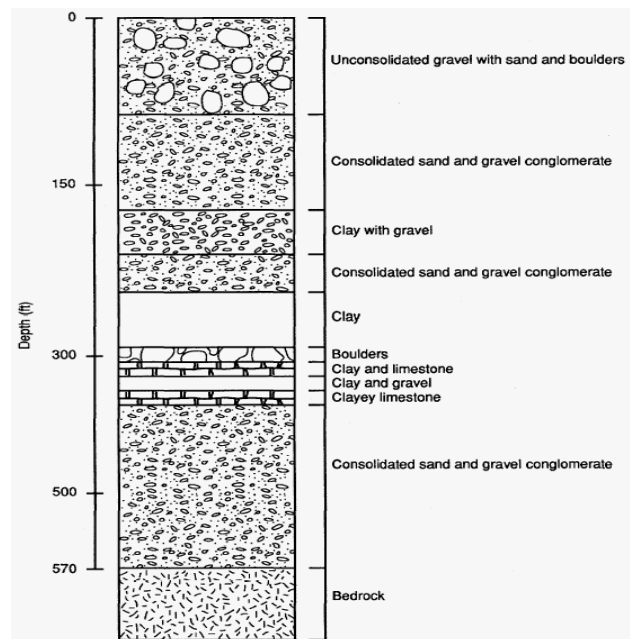 0
Unconsolidated gravel with sand and boulders
Consolidated sand and gravel conglomerate
150
Clay with gravel
Consolidated sand and gravel conglomerate
Clay
Depth (ft)
300
Boulders
Clay and limestone
Clay and gravel
Clayey limestone
Consolidated sand and gravel conglomerate
500
570
Bedrock